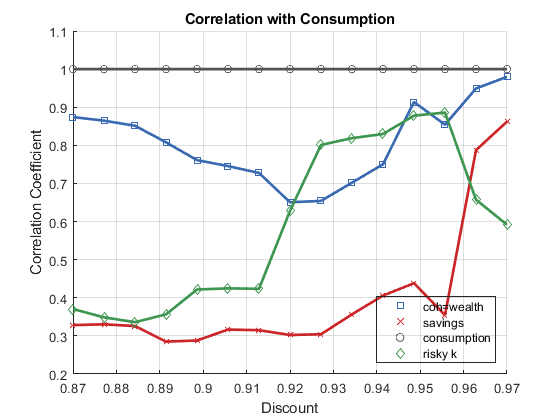 Correlation with Consumption
1.1
1
0.9
0.8
0.7
0.6
0.5
0.4
0.3
0.2
Correlation Coefficient
coh=wealth
savings
consumption
risky k
0.87 0.88 0.89 0.9 0.91 0.92 0.93 0.94 0.95 0.96 0.97
Discount